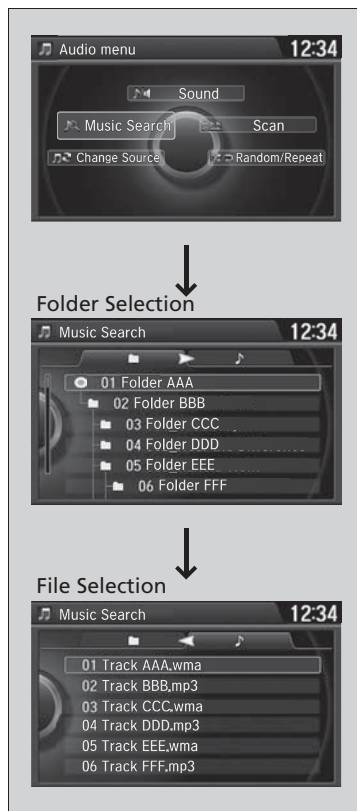 Audio menu 12:34
Sound
Music Search Scan
Change Source Random/Repeat
Folder Selection
Music Search 12:34
01 Folder AAA
02 Folder BBB
03 Folder CCC
04 Folder DDD
05 Folder EEE
06 Folder FFF
File Selection
Music Search 12:34
01 Track AAA.wma
02 Track BBB.mp3
03 Track CCC.wma
04 Track DDD.mp3
05 Track EEE.wma
06 Track FFF.mp3